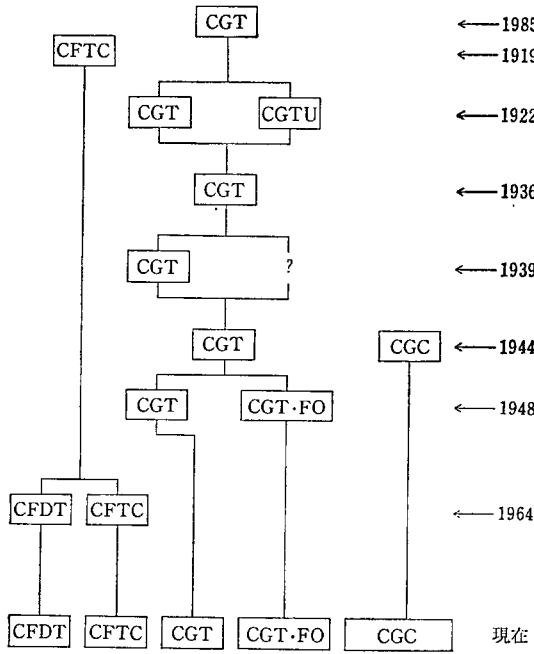 CGT ←1985
CFTC ←1919
CGT CGTU ←1922
CGT ←1936
CGT ? ←1939
CGT CGC ←1944
CGT CGT·FO ←1948
CFDT CFTC ←1964
CFDT CFTC CGT CGT·FO CGC 現在